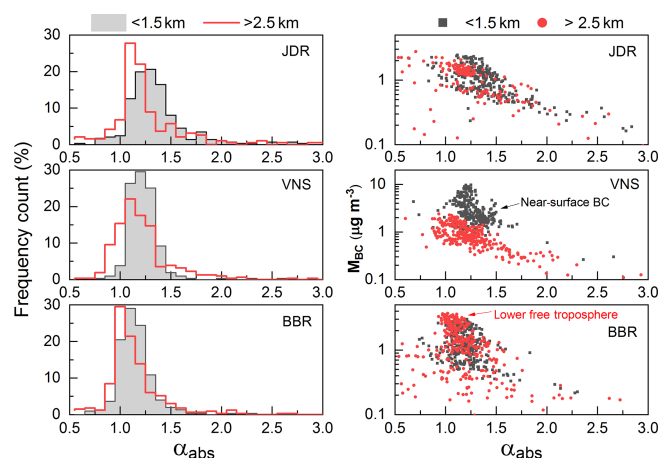 <1.5 km >2.5 km
<1.5 km > 2.5 km
Frequency count (%)
30
20
10
0
JDR
0.5 1.0 1.5 2.0 2.5 3.0
30
20
10
0
VNS
0.5 1.0 1.5 2.0 2.5 3.0
30
20
10
0
BBR
0.5 1.0 1.5 2.0 2.5 3.0
αabs
M_BC (μg m⁻³)
1
0.1
JDR
0.5 1.0 1.5 2.0 2.5 3.0
10
1
0.1
VNS
Near-surface BC
0.5 1.0 1.5 2.0 2.5 3.0
1
0.1
Lower free troposphere
BBR
0.5 1.0 1.5 2.0 2.5 3.0
αabs